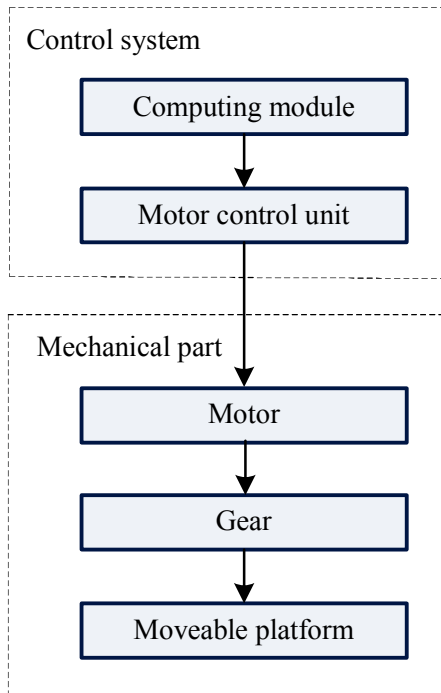 Control system
Computing module
Motor control unit
Mechanical part
Motor
Gear
Moveable platform